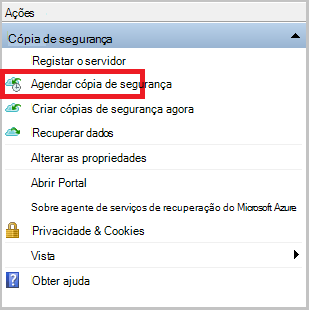 Ações
Cópia de segurança
Registar o servidor
Agendar cópia de segurança
Criar cópias de segurança agora
Recuperar dados
Alterar as propriedades
Abrir Portal
Sobre agente de serviços de recuperação do Microsoft Azure
Privacidade & Cookies
Vista
Obter ajuda